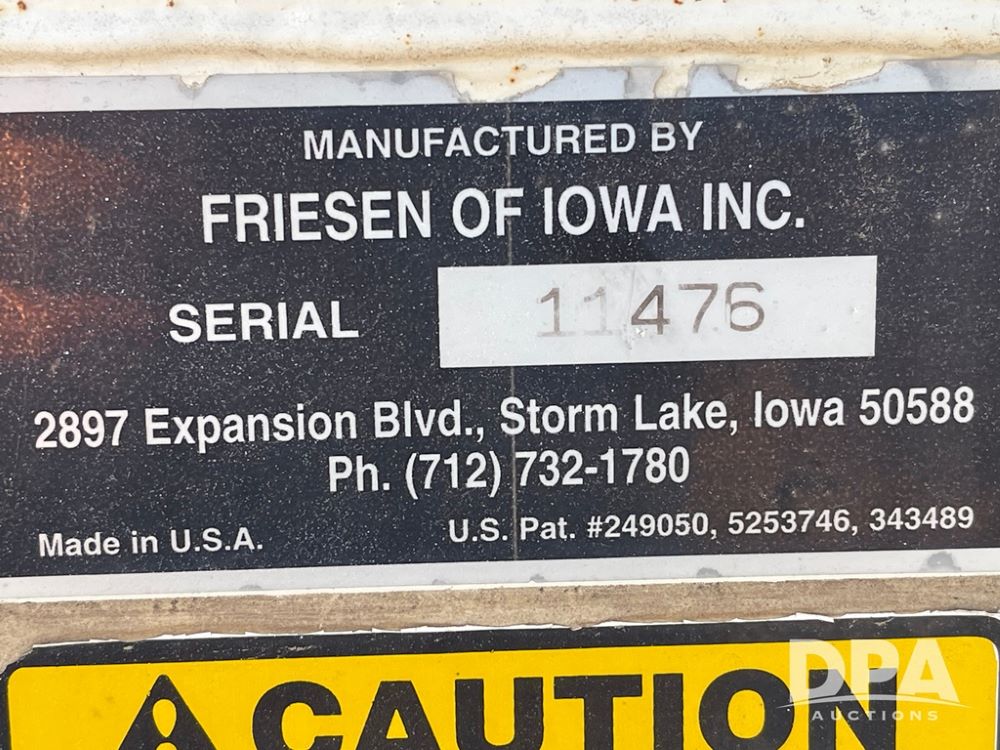 MANUFACTURED BY
FRIESEN OF IOWA INC.
SERIAL 11476
2897 Expansion Blvd., Storm Lake, Iowa 50588
Ph. (712) 732-1780
Made in U.S.A. U.S. Pat. #249050, 5253746, 343489
CAUTION
DPA
AUCTIONS